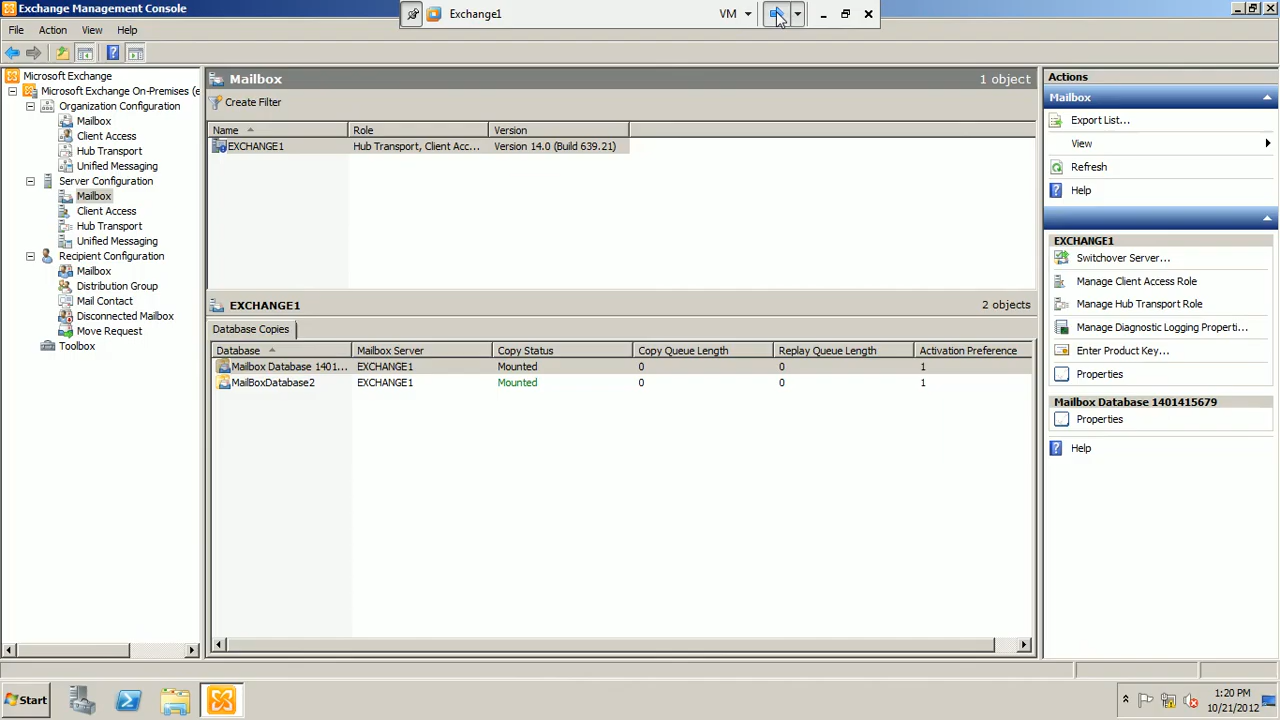 Exchange Management Console
Exchange1
VM
File Action View Help
Microsoft Exchange
Microsoft Exchange On-Premises (e
Organization Configuration
Mailbox
Client Access
Hub Transport
Unified Messaging
Server Configuration
Mailbox
Client Access
Hub Transport
Unified Messaging
Recipient Configuration
Mailbox
Distribution Group
Mail Contact
Disconnected Mailbox
Move Request
Toolbox
Mailbox 1 object
Create Filter
Name Role Version
EXCHANGE1 Hub Transport, Client Acc... Version 14.0 (Build 639.21)
EXCHANGE1 2 objects
Database Copies
Database Mailbox Server Copy Status Copy Queue Length Replay Queue Length Activation Preference
Mailbox Database 1401... EXCHANGE1 Mounted 0 0 1
MailBoxDatabase2 EXCHANGE1 Mounted 0 0 1
Actions
Mailbox
Export List...
View
Refresh
Help
EXCHANGE1
Switchover Server...
Manage Client Access Role
Manage Hub Transport Role
Manage Diagnostic Logging Properti...
Enter Product Key...
Properties
Mailbox Database 1401415679
Properties
Help
Start
1:20 PM
10/21/2012